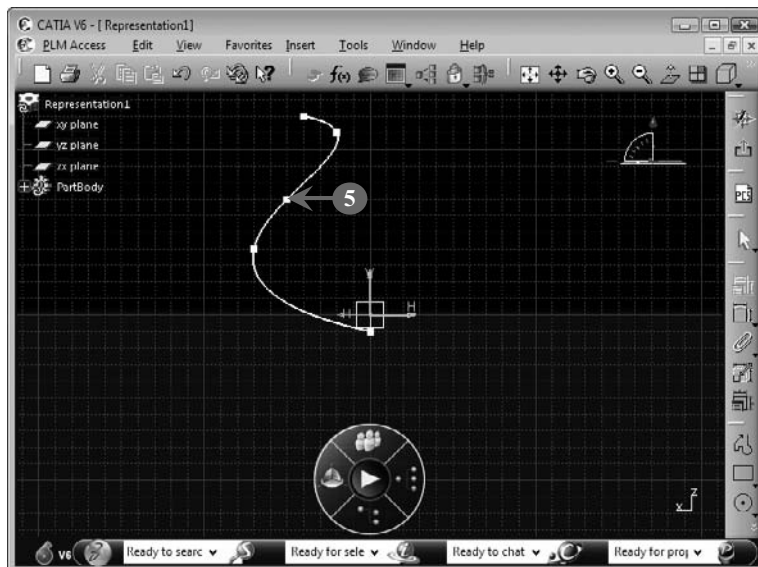 CATIA V6 - [ Representation1]
PLM Access Edit View Favorites Insert Tools Window Help
f(x)
Representation1
xy plane
yz plane
zx plane
PartBody
PCS
5
V
H
H
z
x
V6 Ready to searc Ready for sele Ready to chat Ready for proj